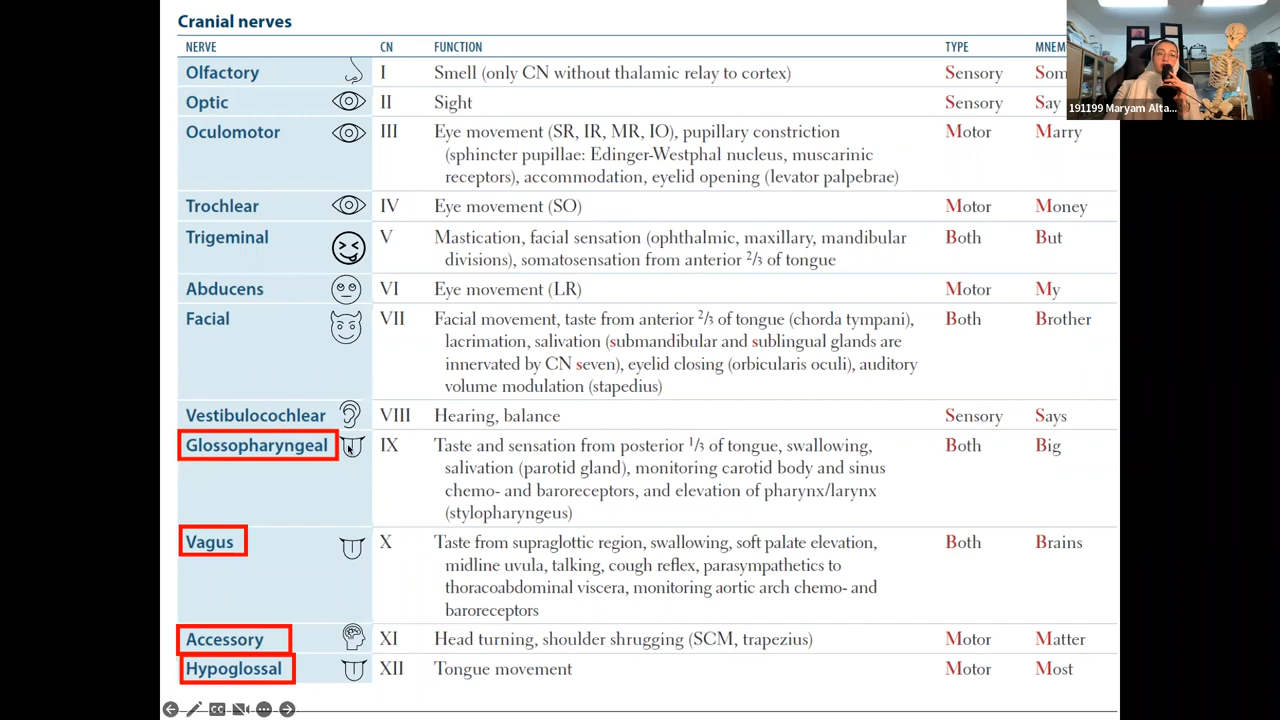 Cranial nerves
NERVE CN FUNCTION TYPE MNEM
Olfactory I Smell (only CN without thalamic relay to cortex) Sensory Som
Optic II Sight Sensory Say
Oculomotor III Eye movement (SR, IR, MR, IO), pupillary constriction Motor Marry
(sphincter pupillae: Edinger-Westphal nucleus, muscarinic
receptors), accommodation, eyelid opening (levator palpebrae)
Trochlear IV Eye movement (SO) Motor Money
Trigeminal V Mastication, facial sensation (ophthalmic, maxillary, mandibular Both But
divisions), somatosensation from anterior 2/3 of tongue
Abducens VI Eye movement (LR) Motor My
Facial VII Facial movement, taste from anterior 2/3 of tongue (chorda tympani), Both Brother
lacrimation, salivation (submandibular and sublingual glands are
innervated by CN seven), eyelid closing (orbicularis oculi), auditory
volume modulation (stapedius)
Vestibulocochlear VIII Hearing, balance Sensory Says
Glossopharyngeal IX Taste and sensation from posterior 1/3 of tongue, swallowing, Both Big
salivation (parotid gland), monitoring carotid body and sinus
chemo- and baroreceptors, and elevation of pharynx/larynx
(stylopharyngeus)
Vagus X Taste from supraglottic region, swallowing, soft palate elevation, Both Brains
midline uvula, talking, cough reflex, parasympathetics to
thoracoabdominal viscera, monitoring aortic arch chemo- and
baroreceptors
Accessory XI Head turning, shoulder shrugging (SCM, trapezius) Motor Matter
Hypoglossal XII Tongue movement Motor Most
191199 Maryam Alta...
CC